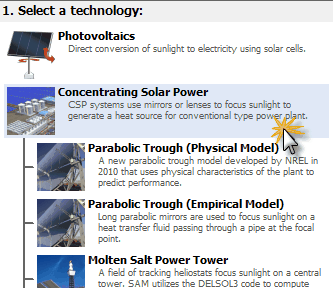 1. Select a technology:
Photovoltaics
Direct conversion of sunlight to electricity using solar cells.
Concentrating Solar Power
CSP systems use mirrors or lenses to focus sunlight to
generate a heat source for conventional type power plant.
Parabolic Trough (Physical Model)
A new parabolic trough model developed by NREL in
2010 that uses physical characteristics of the plant to
predict performance.
Parabolic Trough (Empirical Model)
Long parabolic mirrors are used to focus sunlight on a
heat transfer fluid passing through a pipe at the focal
point.
Molten Salt Power Tower
A field of tracking heliostats focus sunlight on a central
tower. SAM utilizes the DELSOL3 code to compute